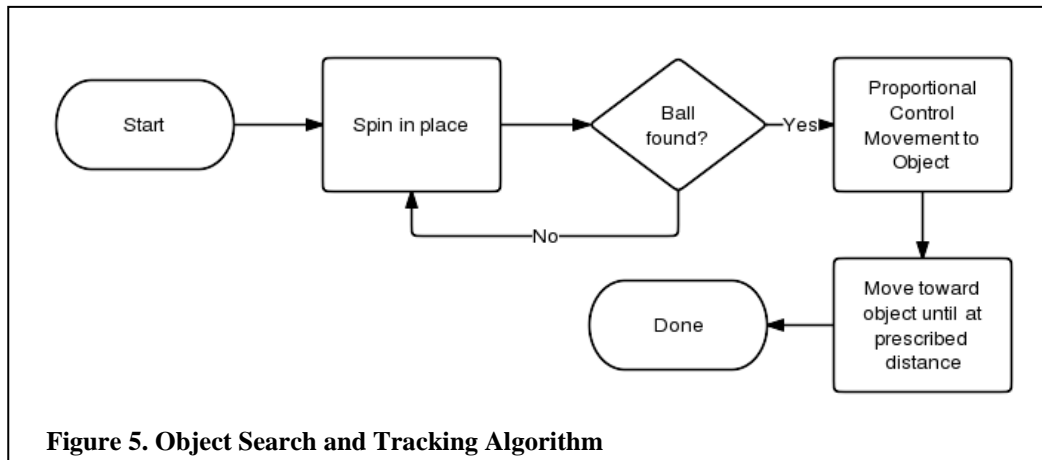 Start
Spin in place
Ball
found?
Yes
Proportional
Control
Movement to
Object
No
Move toward
object until at
prescribed
distance
Done
Figure 5. Object Search and Tracking Algorithm